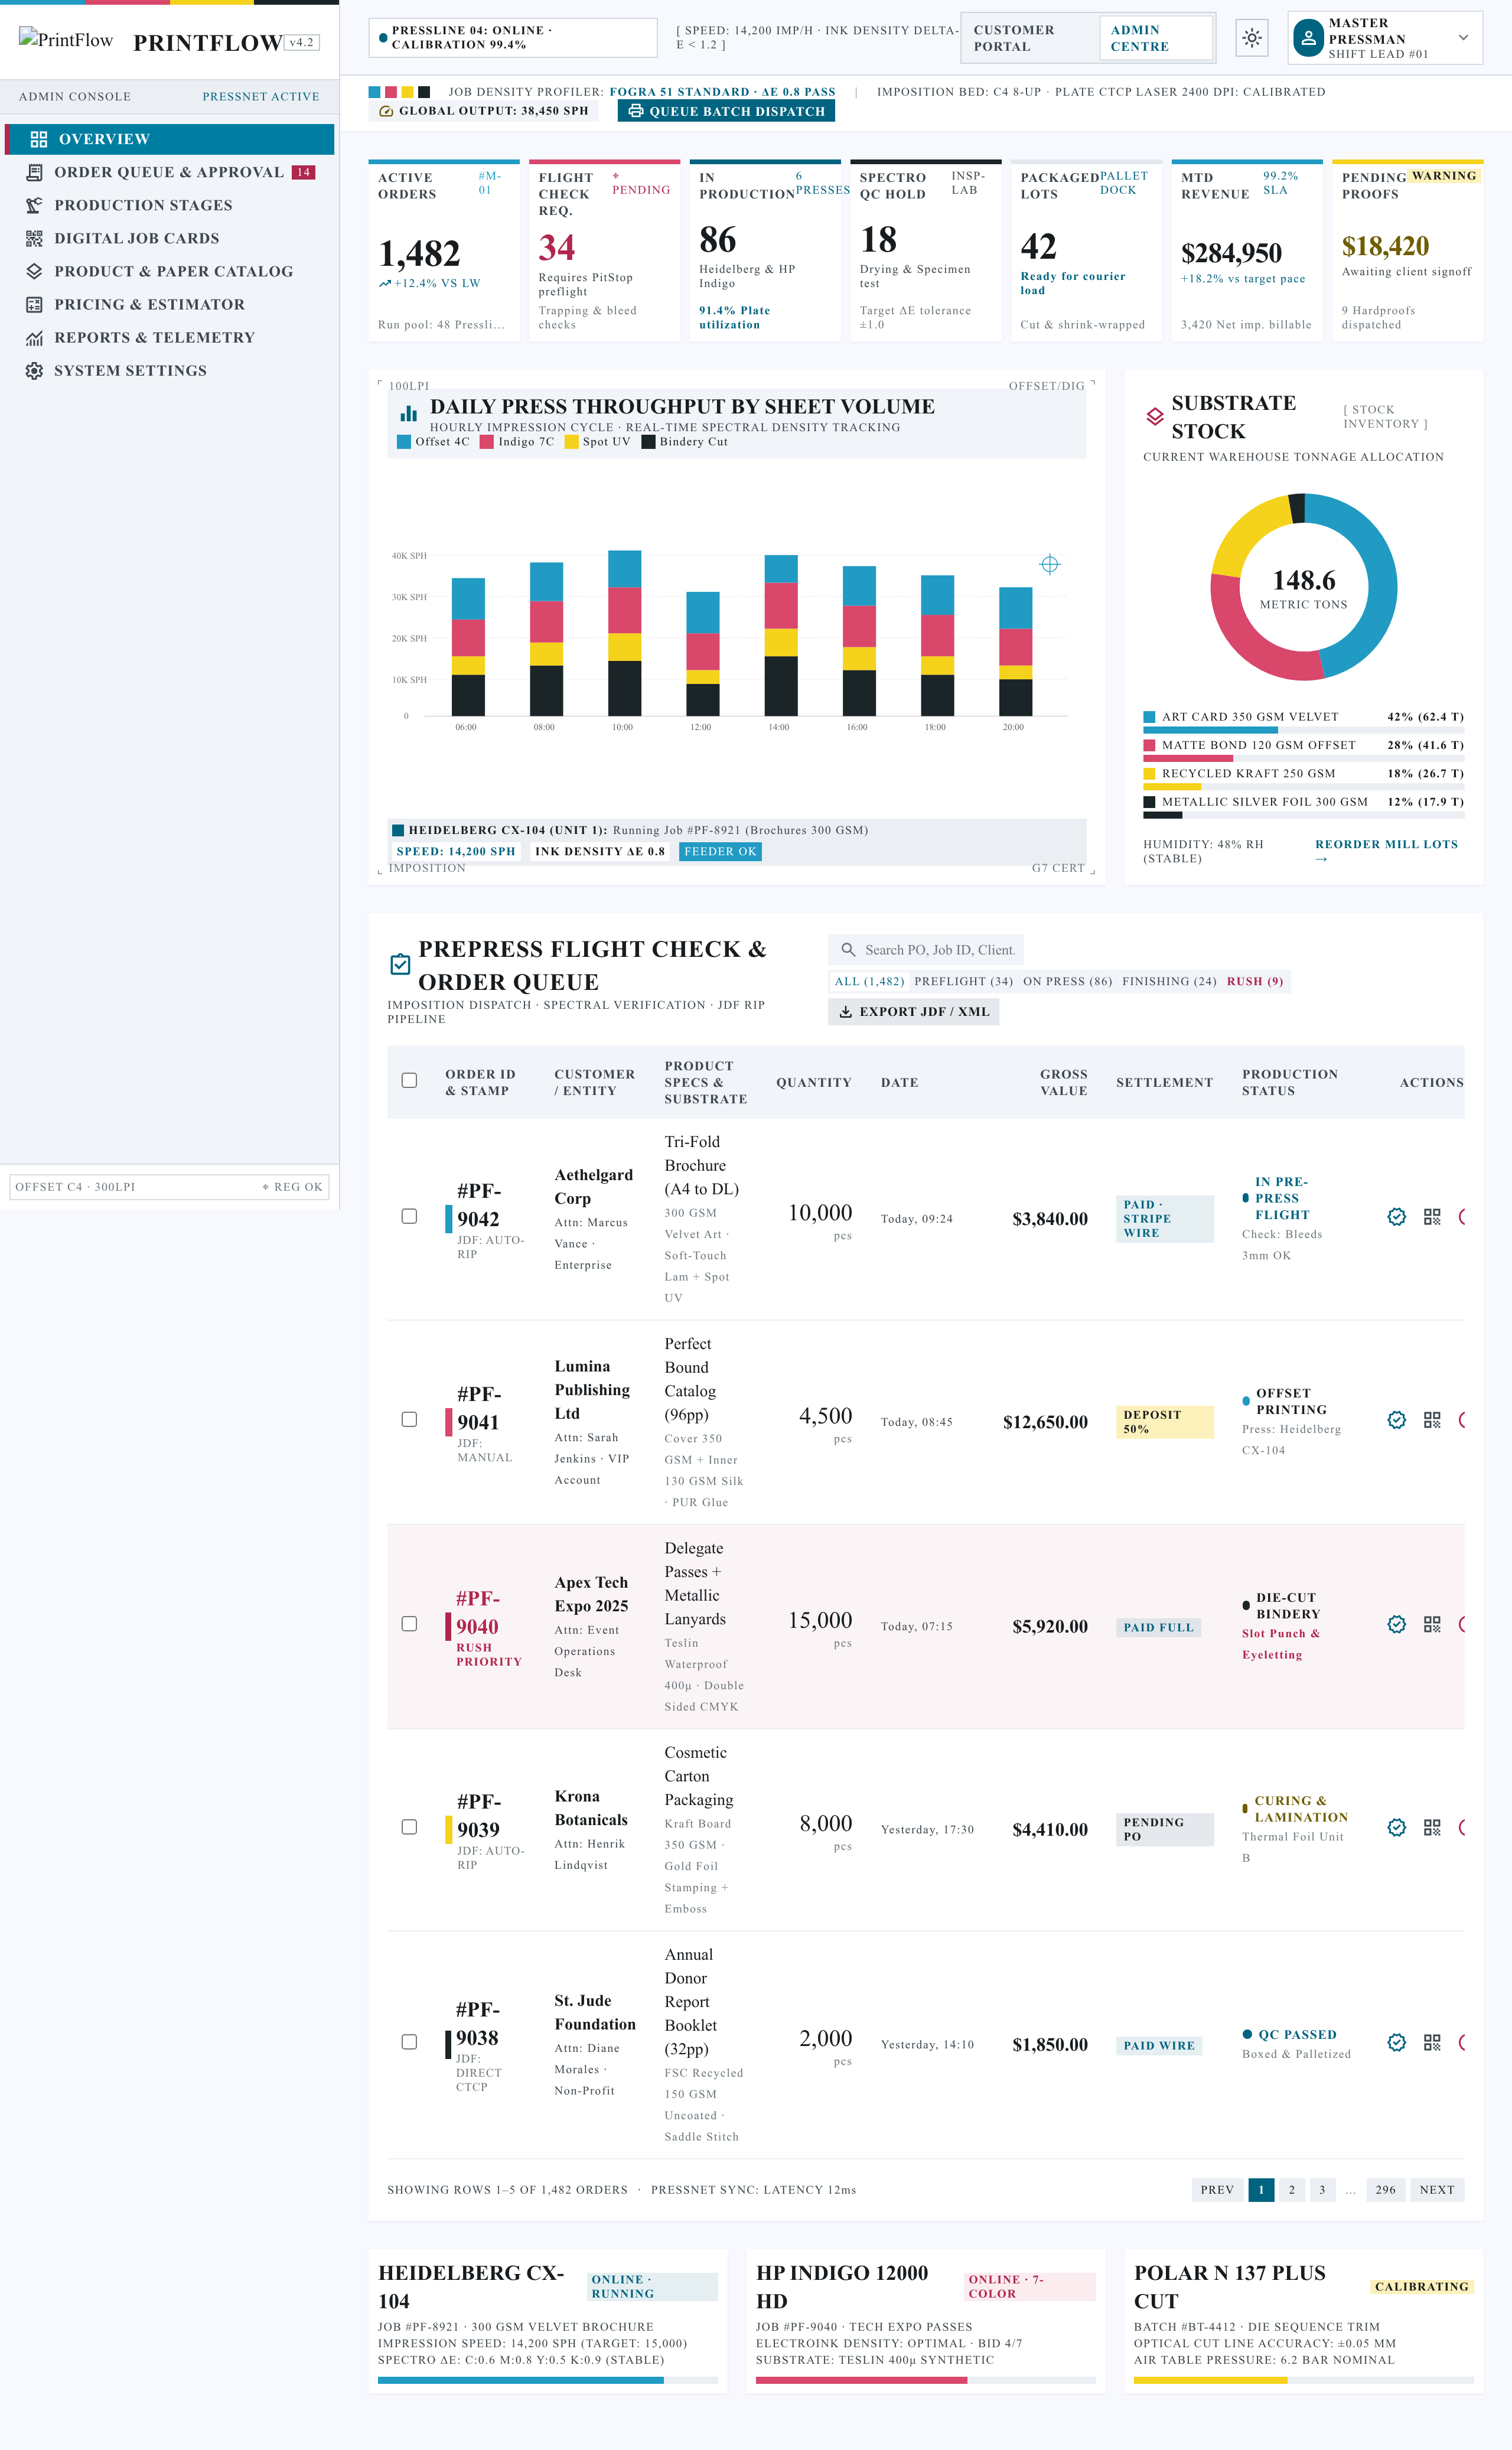 PrintFlow
PRINTFLOW
v4.2
ADMIN CONSOLE
PRESSNET ACTIVE
OVERVIEW
ORDER QUEUE & APPROVAL 14
PRODUCTION STAGES
DIGITAL JOB CARDS
PRODUCT & PAPER CATALOG
PRICING & ESTIMATOR
REPORTS & TELEMETRY
SYSTEM SETTINGS
OFFSET C4 · 300LPI
⌖ REG OK
PRESSLINE 04: ONLINE ·
CALIBRATION 99.4%
[ SPEED: 14,200 IMP/H · INK DENSITY DELTA-
E < 1.2 ]
CUSTOMER
PORTAL
ADMIN
CENTRE
MASTER
PRESSMAN
SHIFT LEAD #01
JOB DENSITY PROFILER: FOGRA 51 STANDARD · ΔE 0.8 PASS | IMPOSITION BED: C4 8-UP · PLATE CTCP LASER 2400 DPI: CALIBRATED
GLOBAL OUTPUT: 38,450 SPH
QUEUE BATCH DISPATCH
ACTIVE
ORDERS
#M-
01
1,482
+12.4% VS LW
Run pool: 48 Pressli...
FLIGHT
CHECK
REQ.
⌖
PENDING
34
Requires PitStop
preflight
Trapping & bleed
checks
IN
PRODUCTION
6
PRESSES
86
Heidelberg & HP
Indigo
91.4% Plate
utilization
SPECTRO
QC HOLD
INSP-
LAB
18
Drying & Specimen
test
Target ΔE tolerance
±1.0
PACKAGED
LOTS
PALLET
DOCK
42
Ready for courier
load
Cut & shrink-wrapped
MTD
REVENUE
99.2%
SLA
$284,950
+18.2% vs target pace
3,420 Net imp. billable
PENDING
PROOFS
WARNING
$18,420
Awaiting client signoff
9 Hardproofs
dispatched
100LPI
OFFSET/DIG
DAILY PRESS THROUGHPUT BY SHEET VOLUME
HOURLY IMPRESSION CYCLE · REAL-TIME SPECTRAL DENSITY TRACKING
Offset 4C
Indigo 7C
Spot UV
Bindery Cut
40K SPH
30K SPH
20K SPH
10K SPH
0
06:00
08:00
10:00
12:00
14:00
16:00
18:00
20:00
HEIDELBERG CX-104 (UNIT 1): Running Job #PF-8921 (Brochures 300 GSM)
SPEED: 14,200 SPH
INK DENSITY ΔE 0.8
FEEDER OK
IMPOSITION
G7 CERT
SUBSTRATE
STOCK
[ STOCK
INVENTORY ]
CURRENT WAREHOUSE TONNAGE ALLOCATION
148.6
METRIC TONS
ART CARD 350 GSM VELVET 42% (62.4 T)
MATTE BOND 120 GSM OFFSET 28% (41.6 T)
RECYCLED KRAFT 250 GSM 18% (26.7 T)
METALLIC SILVER FOIL 300 GSM 12% (17.9 T)
HUMIDITY: 48% RH
(STABLE)
REORDER MILL LOTS
→
PREPRESS FLIGHT CHECK &
ORDER QUEUE
IMPOSITION DISPATCH · SPECTRAL VERIFICATION · JDF RIP
PIPELINE
Search PO, Job ID, Client.
ALL (1,482) PREFLIGHT (34) ON PRESS (86) FINISHING (24) RUSH (9)
EXPORT JDF / XML
ORDER ID
& STAMP
CUSTOMER
/ ENTITY
PRODUCT
SPECS &
SUBSTRATE
QUANTITY
DATE
GROSS
VALUE
SETTLEMENT
PRODUCTION
STATUS
ACTIONS
#PF-
9042
JDF: AUTO-
RIP
Aethelgard
Corp
Attn: Marcus
Vance ·
Enterprise
Tri-Fold
Brochure
(A4 to DL)
300 GSM
Velvet Art ·
Soft-Touch
Lam + Spot
UV
10,000
pcs
Today, 09:24
$3,840.00
PAID ·
STRIPE
WIRE
IN PRE-
PRESS
FLIGHT
Check: Bleeds
3mm OK
#PF-
9041
JDF:
MANUAL
Lumina
Publishing
Ltd
Attn: Sarah
Jenkins · VIP
Account
Perfect
Bound
Catalog
(96pp)
Cover 350
GSM + Inner
130 GSM Silk
· PUR Glue
4,500
pcs
Today, 08:45
$12,650.00
DEPOSIT
50%
OFFSET
PRINTING
Press: Heidelberg
CX-104
#PF-
9040
RUSH
PRIORITY
Apex Tech
Expo 2025
Attn: Event
Operations
Desk
Delegate
Passes +
Metallic
Lanyards
Teslin
Waterproof
400µ · Double
Sided CMYK
15,000
pcs
Today, 07:15
$5,920.00
PAID FULL
DIE-CUT
BINDERY
Slot Punch &
Eyeletting
#PF-
9039
JDF: AUTO-
RIP
Krona
Botanicals
Attn: Henrik
Lindqvist
Cosmetic
Carton
Packaging
Kraft Board
350 GSM ·
Gold Foil
Stamping +
Emboss
8,000
pcs
Yesterday, 17:30
$4,410.00
PENDING
PO
CURING &
LAMINATION
Thermal Foil Unit
B
#PF-
9038
JDF:
DIRECT
CTCP
St. Jude
Foundation
Attn: Diane
Morales ·
Non-Profit
Annual
Donor
Report
Booklet
(32pp)
FSC Recycled
150 GSM
Uncoated ·
Saddle Stitch
2,000
pcs
Yesterday, 14:10
$1,850.00
PAID WIRE
QC PASSED
Boxed & Palletized
SHOWING ROWS 1–5 OF 1,482 ORDERS · PRESSNET SYNC: LATENCY 12ms
PREV 1 2 3 ... 296 NEXT
HEIDELBERG CX-
104
ONLINE ·
RUNNING
JOB #PF-8921 · 300 GSM VELVET BROCHURE
IMPRESSION SPEED: 14,200 SPH (TARGET: 15,000)
SPECTRO ΔE: C:0.6 M:0.8 Y:0.5 K:0.9 (STABLE)
HP INDIGO 12000
HD
ONLINE · 7-
COLOR
JOB #PF-9040 · TECH EXPO PASSES
ELECTROINK DENSITY: OPTIMAL · BID 4/7
SUBSTRATE: TESLIN 400µ SYNTHETIC
POLAR N 137 PLUS
CUT
CALIBRATING
BATCH #BT-4412 · DIE SEQUENCE TRIM
OPTICAL CUT LINE ACCURACY: ±0.05 MM
AIR TABLE PRESSURE: 6.2 BAR NOMINAL